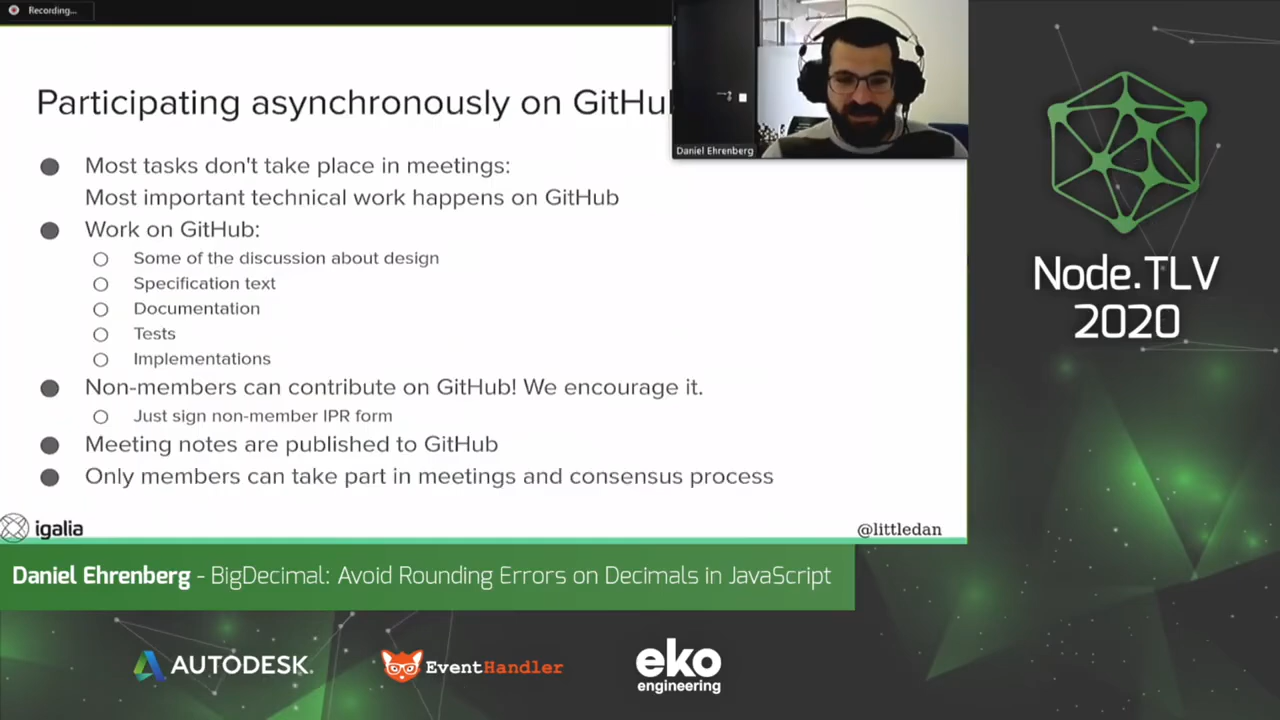 Recording...
Participating asynchronously on GitHu
Daniel Ehrenberg
Most tasks don't take place in meetings:
Most important technical work happens on GitHub
Work on GitHub:
Some of the discussion about design
Specification text
Documentation
Tests
Implementations
Non-members can contribute on GitHub! We encourage it.
Just sign non-member IPR form
Meeting notes are published to GitHub
Only members can take part in meetings and consensus process
igalia
@littledan
Node.TLV
2020
Daniel Ehrenberg - BigDecimal: Avoid Rounding Errors on Decimals in JavaScript
AUTODESK.
EventHandler
eko
engineering